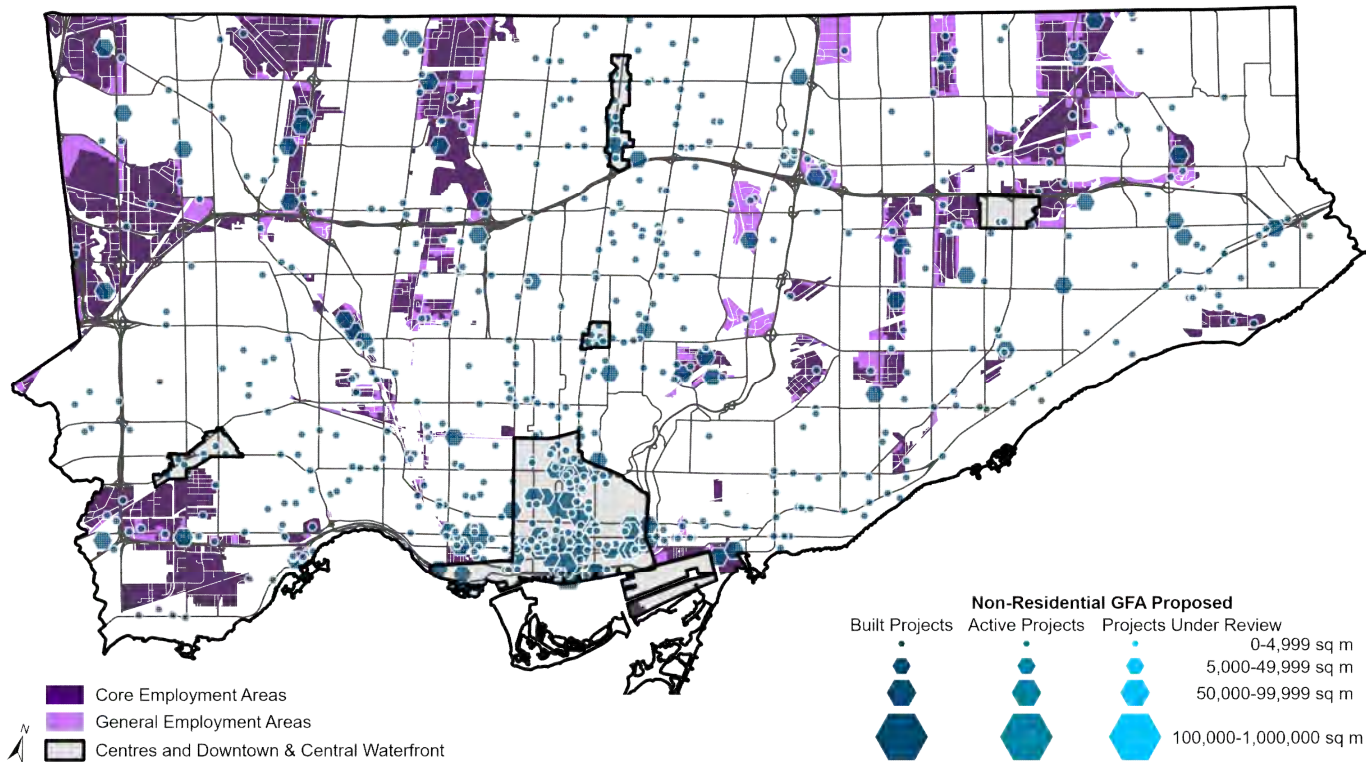 Non-Residential GFA Proposed
Built Projects Active Projects Projects Under Review
0-4,999 sq m
5,000-49,999 sq m
50,000-99,999 sq m
100,000-1,000,000 sq m
Core Employment Areas
General Employment Areas
Centres and Downtown & Central Waterfront
N